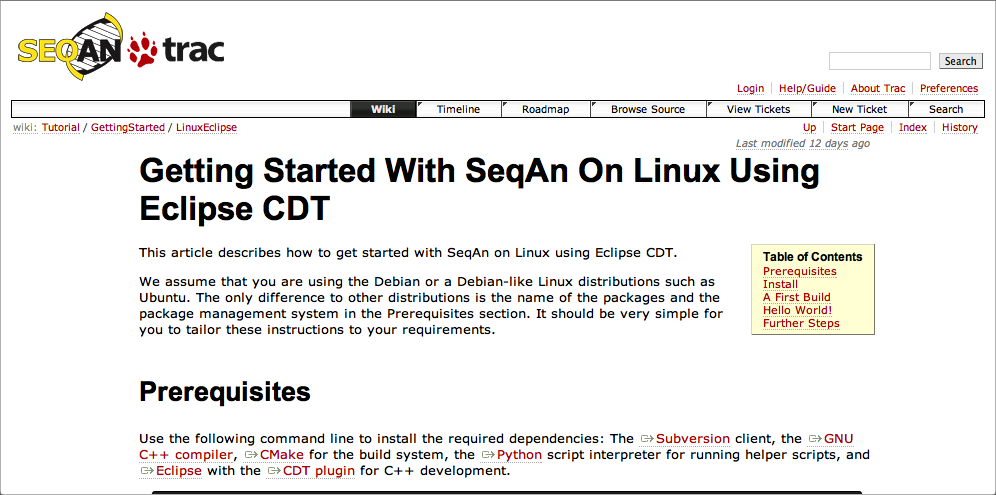 SEQAN trac
Search
Login Help/Guide About Trac Preferences
Wiki Timeline Roadmap Browse Source View Tickets New Ticket Search
wiki: Tutorial / GettingStarted / LinuxEclipse Up Start Page Index History
Last modified 12 days ago
Getting Started With SeqAn On Linux Using
Eclipse CDT
This article describes how to get started with SeqAn on Linux using Eclipse CDT.
We assume that you are using the Debian or a Debian-like Linux distributions such as
Ubuntu. The only difference to other distributions is the name of the packages and the
package management system in the Prerequisites section. It should be very simple for
you to tailor these instructions to your requirements.
Table of Contents
Prerequisites
Install
A First Build
Hello World!
Further Steps
Prerequisites
Use the following command line to install the required dependencies: The Subversion client, the GNU
C++ compiler, CMake for the build system, the Python script interpreter for running helper scripts, and
Eclipse with the CDT plugin for C++ development.